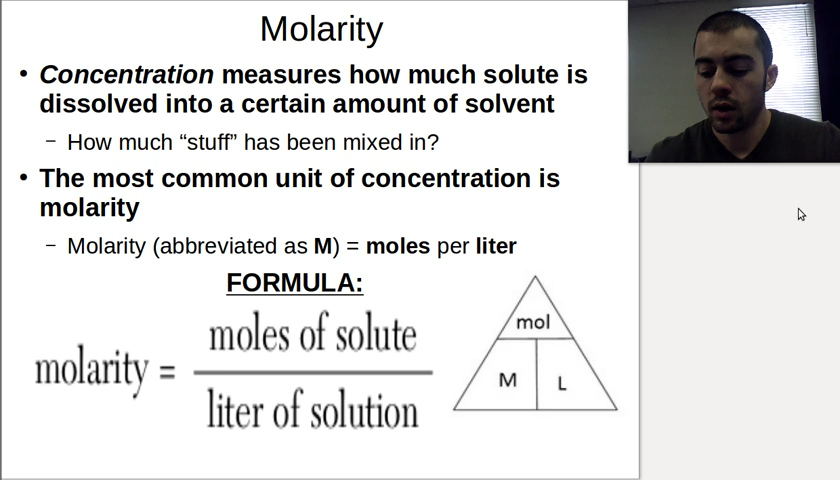 Molarity
• Concentration measures how much solute is
dissolved into a certain amount of solvent
– How much “stuff” has been mixed in?
• The most common unit of concentration is
molarity
– Molarity (abbreviated as M) = moles per liter
FORMULA:
molarity = moles of solute
liter of solution
mol
M L